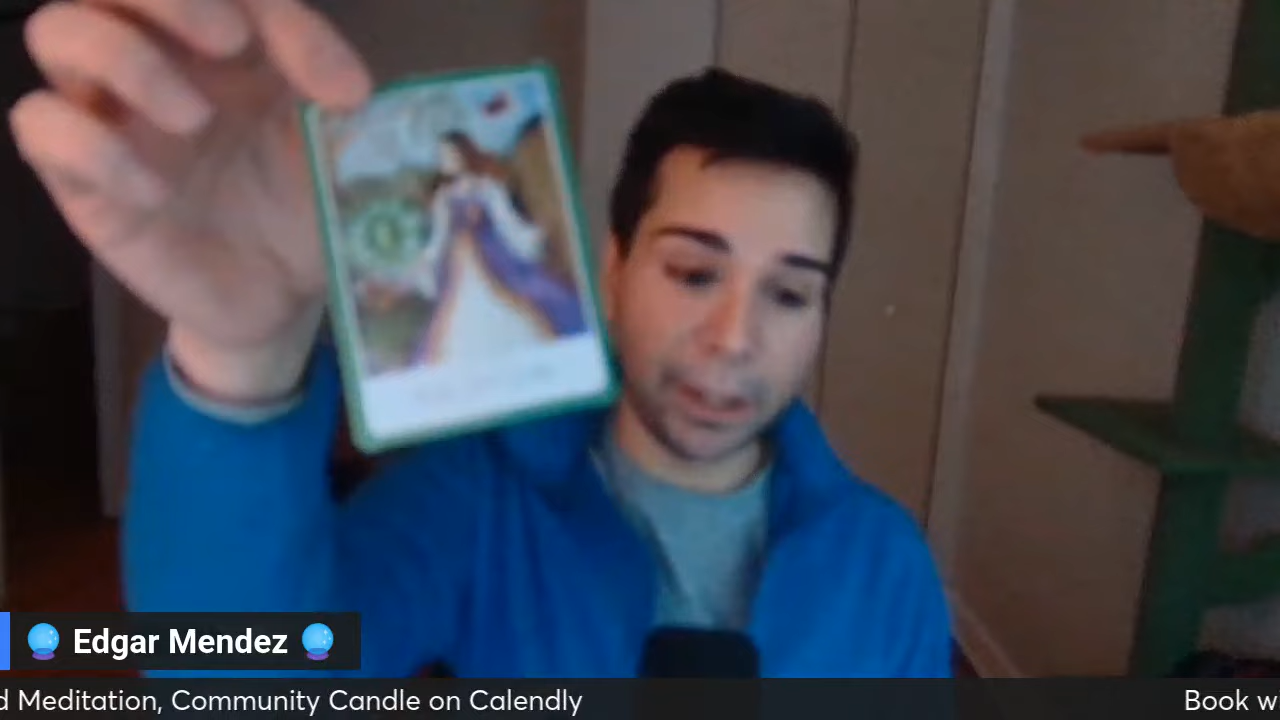 🔮 Edgar Mendez 🔮
d Meditation, Community Candle on Calendly Book w